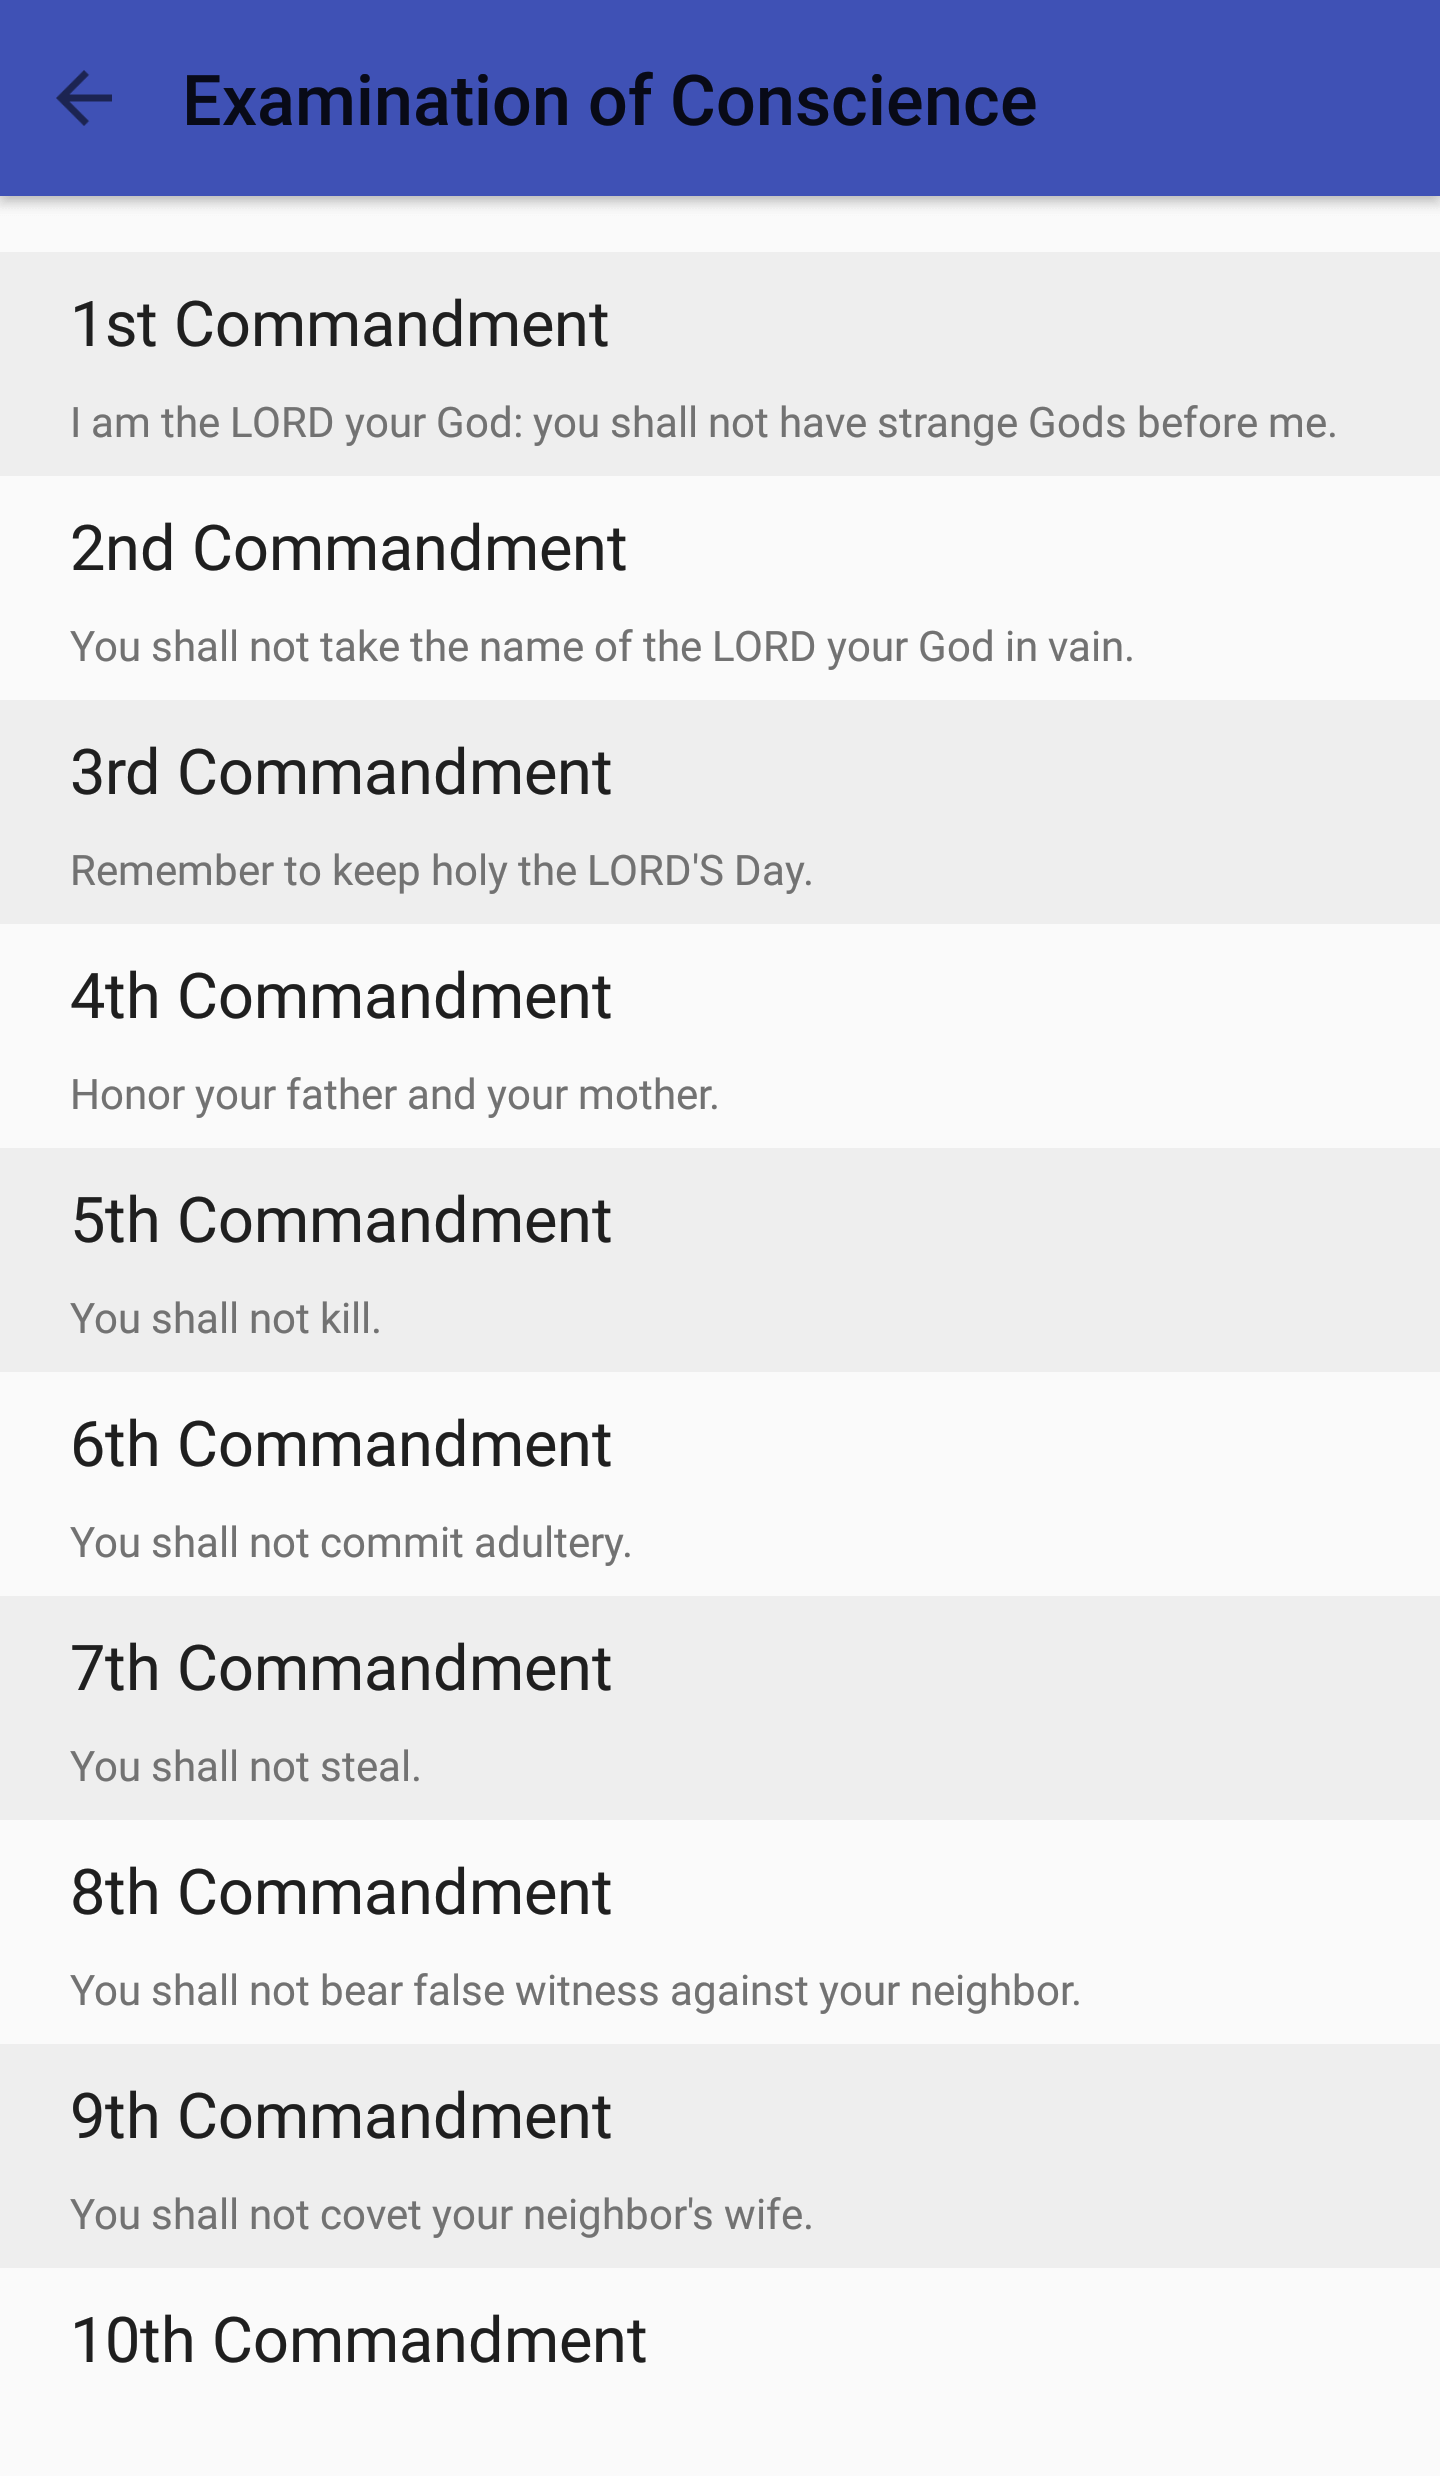 Examination of Conscience
1st Commandment
I am the LORD your God: you shall not have strange Gods before me.
2nd Commandment
You shall not take the name of the LORD your God in vain.
3rd Commandment
Remember to keep holy the LORD'S Day.
4th Commandment
Honor your father and your mother.
5th Commandment
You shall not kill.
6th Commandment
You shall not commit adultery.
7th Commandment
You shall not steal.
8th Commandment
You shall not bear false witness against your neighbor.
9th Commandment
You shall not covet your neighbor's wife.
10th Commandment